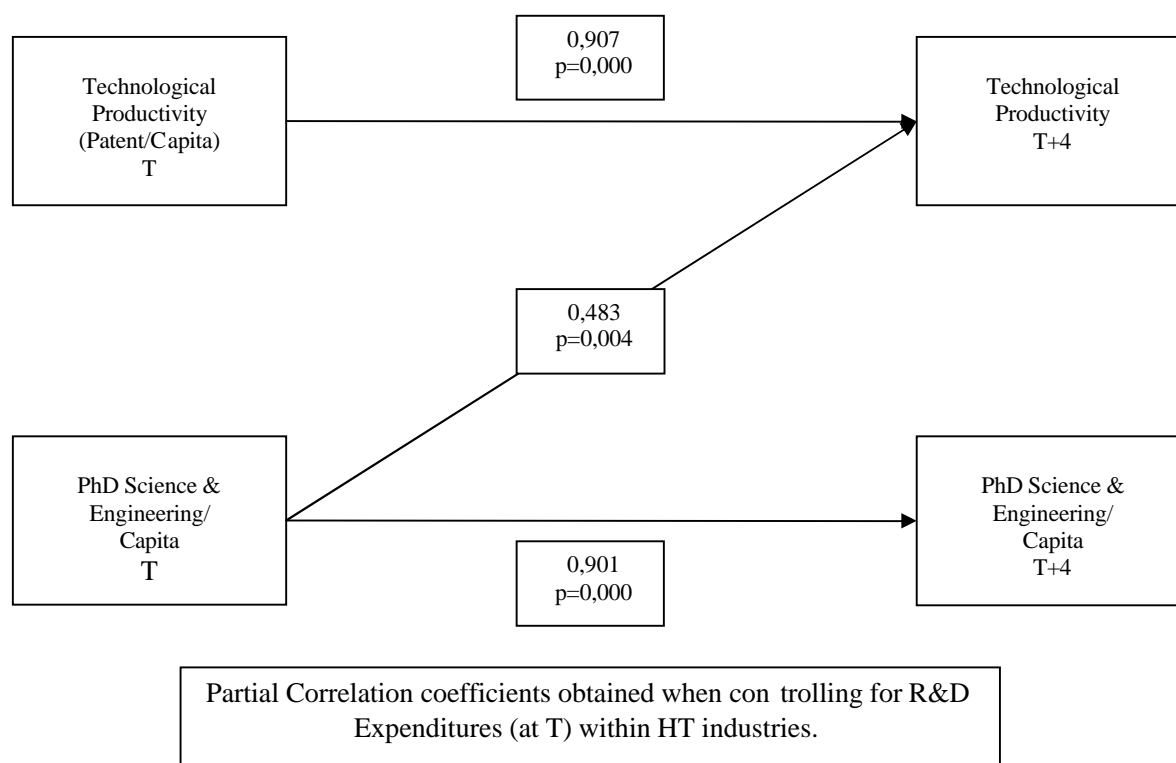 0,907
p=0,000
Technological
Productivity
(Patent/Capita)
T
Technological
Productivity
T+4
0,483
p=0,004
PhD Science &
Engineering/
Capita
T
PhD Science &
Engineering/
Capita
T+4
0,901
p=0,000
Partial Correlation coefficients obtained when con trolling for R&D
Expenditures (at T) within HT industries.